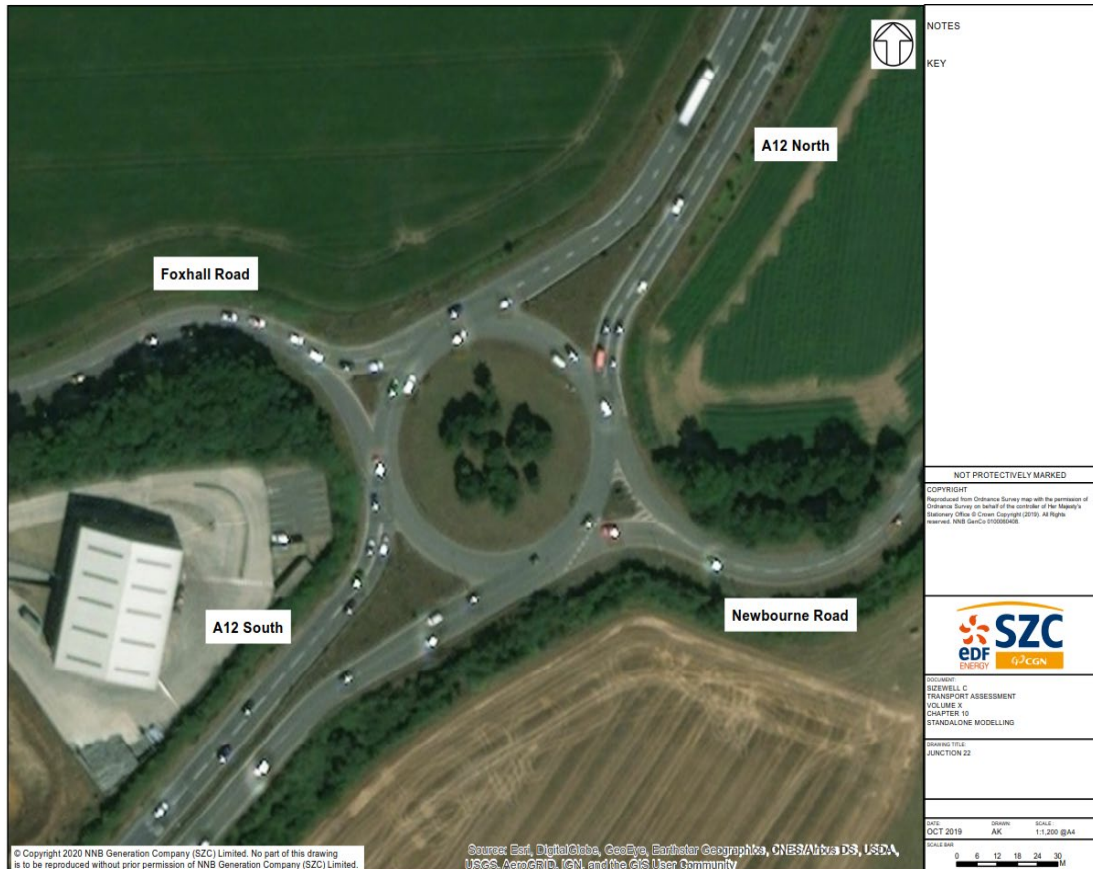 A12 North
Foxhall Road
A12 South
Newbourne Road
© Copyright 2020 NNB Generation Company (SZC) Limited. No part of this drawing
is to be reproduced without prior permission of NNB Generation Company (SZC) Limited.
Source: Esri, DigitalGlobe, GeoEye, Earthstar Geographics, CNES/Airbus DS, USDA,
USGS, AeroGRID, IGN, and the GIS User Community
NOTES
KEY
NOT PROTECTIVELY MARKED
COPYRIGHT
Reproduced from Ordnance Survey map with the permission of
Ordnance Survey on behalf of the controller of Her Majesty's
Stationery Office © Crown Copyright (2019). All Rights
reserved. NNB GenCo 0100060408.
eDF
ENERGY
SZC
CGN
DOCUMENT:
SIZEWELL C
TRANSPORT ASSESSMENT
VOLUME X
CHAPTER 10
STANDALONE MODELLING
DRAWING TITLE:
JUNCTION 22
DATE: DRAWN: SCALE:
OCT 2019 AK 1:1,200 @A4
SCALE BAR
0 6 12 18 24 30
M